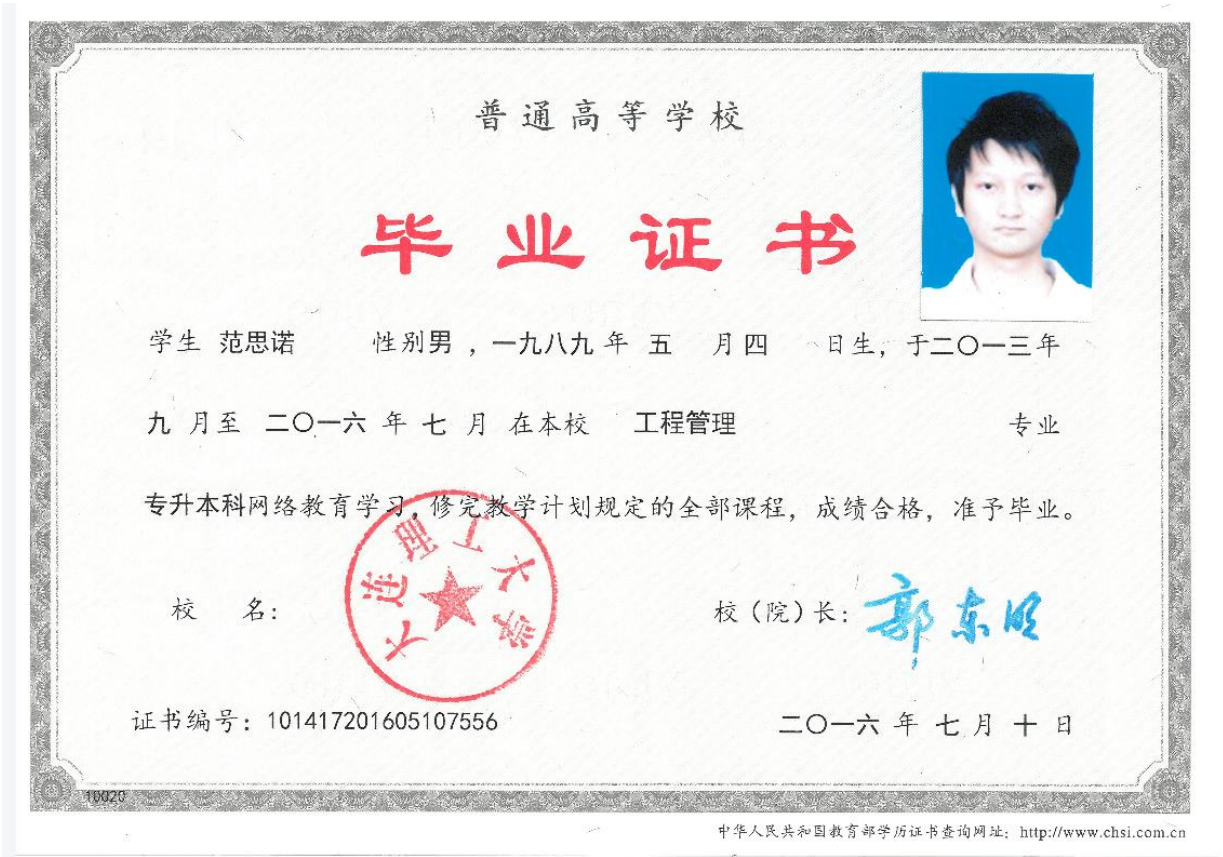 普通高等学校
毕业证书
学生 范思诺 性别男，一九八九年 五 月四 日生，于二〇一三年
九 月至 二〇一六 年 七 月 在本校 工程管理 专业
专升本科网络教育学习，修完教学计划规定的全部课程，成绩合格，准予毕业。
大连理工大学
校 名：
校（院）长：郭东明
证书编号：101417201605107556
二〇一六 年 七 月 十 日
10020
中华人民共和国教育部学历证书查询网址：http://www.chsi.com.cn